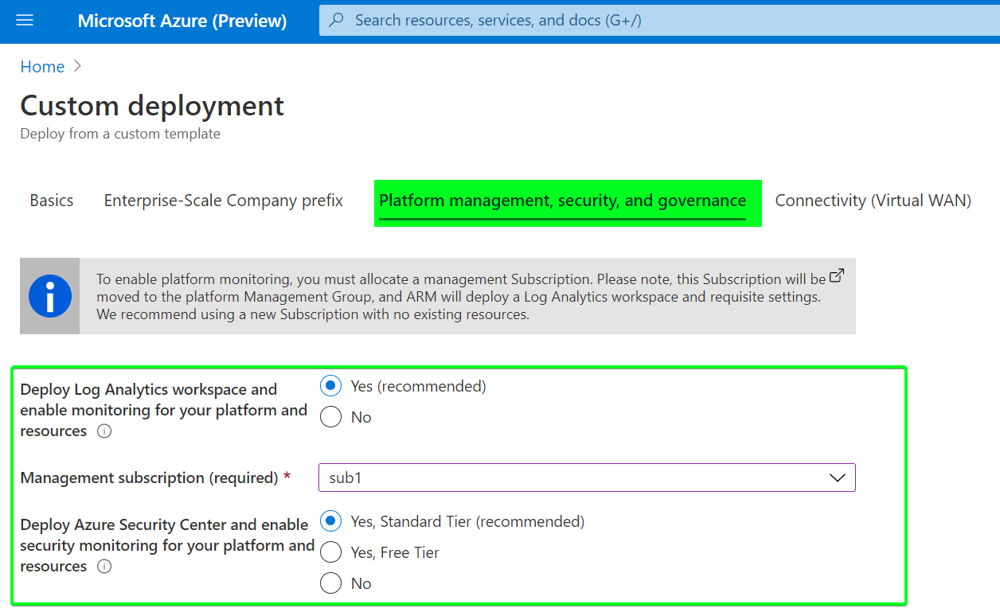 Microsoft Azure (Preview)
Search resources, services, and docs (G+/)
Home
Custom deployment
Deploy from a custom template
Basics
Enterprise-Scale Company prefix
Platform management, security, and governance
Connectivity (Virtual WAN)
To enable platform monitoring, you must allocate a management Subscription. Please note, this Subscription will be
moved to the platform Management Group, and ARM will deploy a Log Analytics workspace and requisite settings.
We recommend using a new Subscription with no existing resources.
Deploy Log Analytics workspace and
enable monitoring for your platform and
resources
Yes (recommended)
No
Management subscription (required) *
sub1
Deploy Azure Security Center and enable
security monitoring for your platform and
resources
Yes, Standard Tier (recommended)
Yes, Free Tier
No